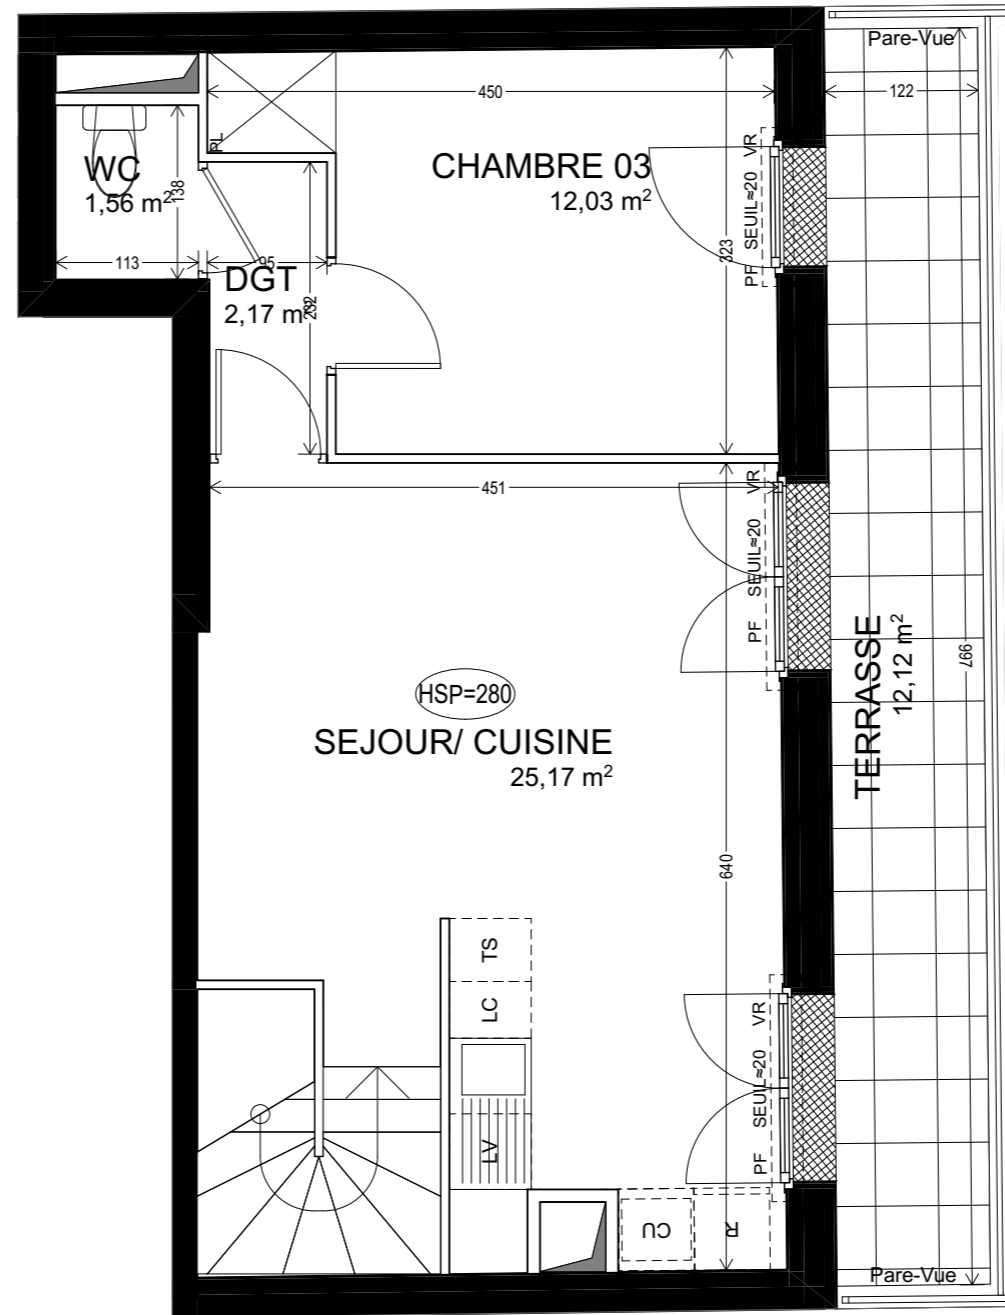 Pare-Vue
450
122
PL
WC
1,56 m²
138
CHAMBRE 03
12,03 m²
VR
SEUIL≈20
PF
323
113
95
DGT
2,17 m²
232
451
VR
SEUIL≈20
PF
HSP=280
SEJOUR/ CUISINE
25,17 m²
TERRASSE
12,12 m²
997
640
TS
LC
LV
VR
SEUIL≈20
PF
CU
R
Pare-Vue